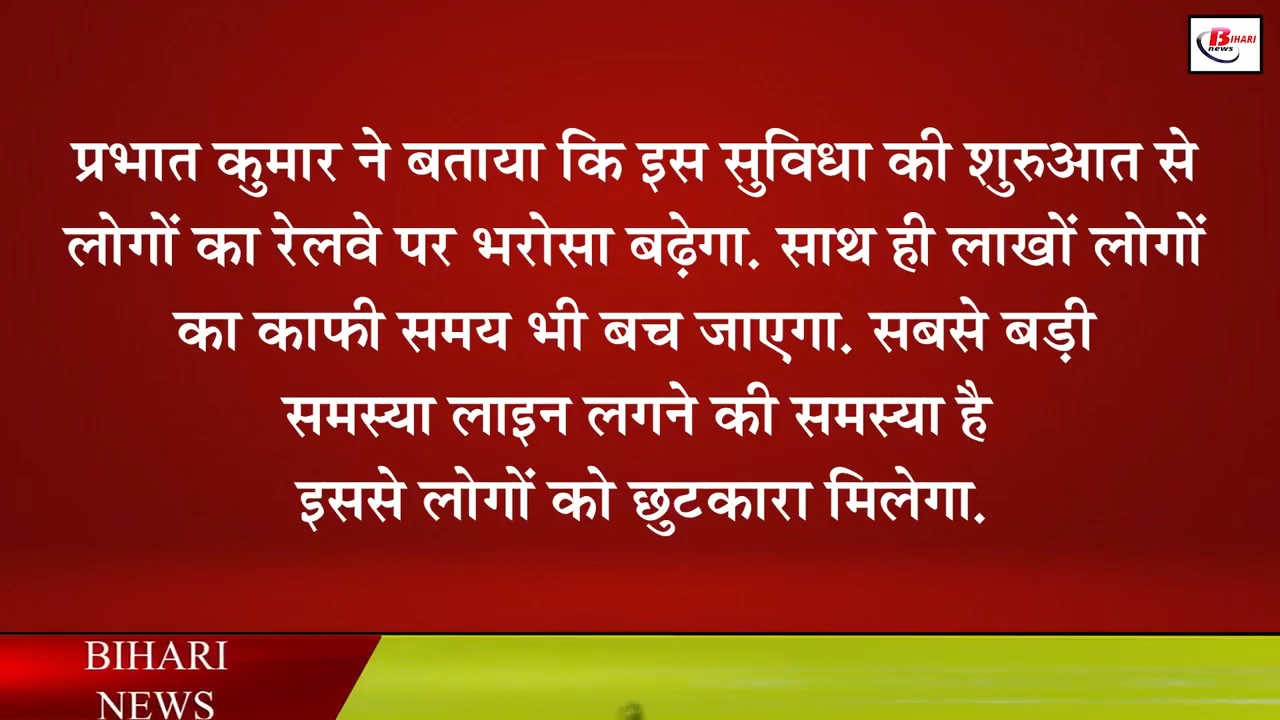 BIHARI
news
प्रभात कुमार ने बताया कि इस सुविधा की शुरुआत से
लोगों का रेलवे पर भरोसा बढ़ेगा. साथ ही लाखों लोगों
का काफी समय भी बच जाएगा. सबसे बड़ी
समस्या लाइन लगने की समस्या है
इससे लोगों को छुटकारा मिलेगा.
BIHARI
NEWS